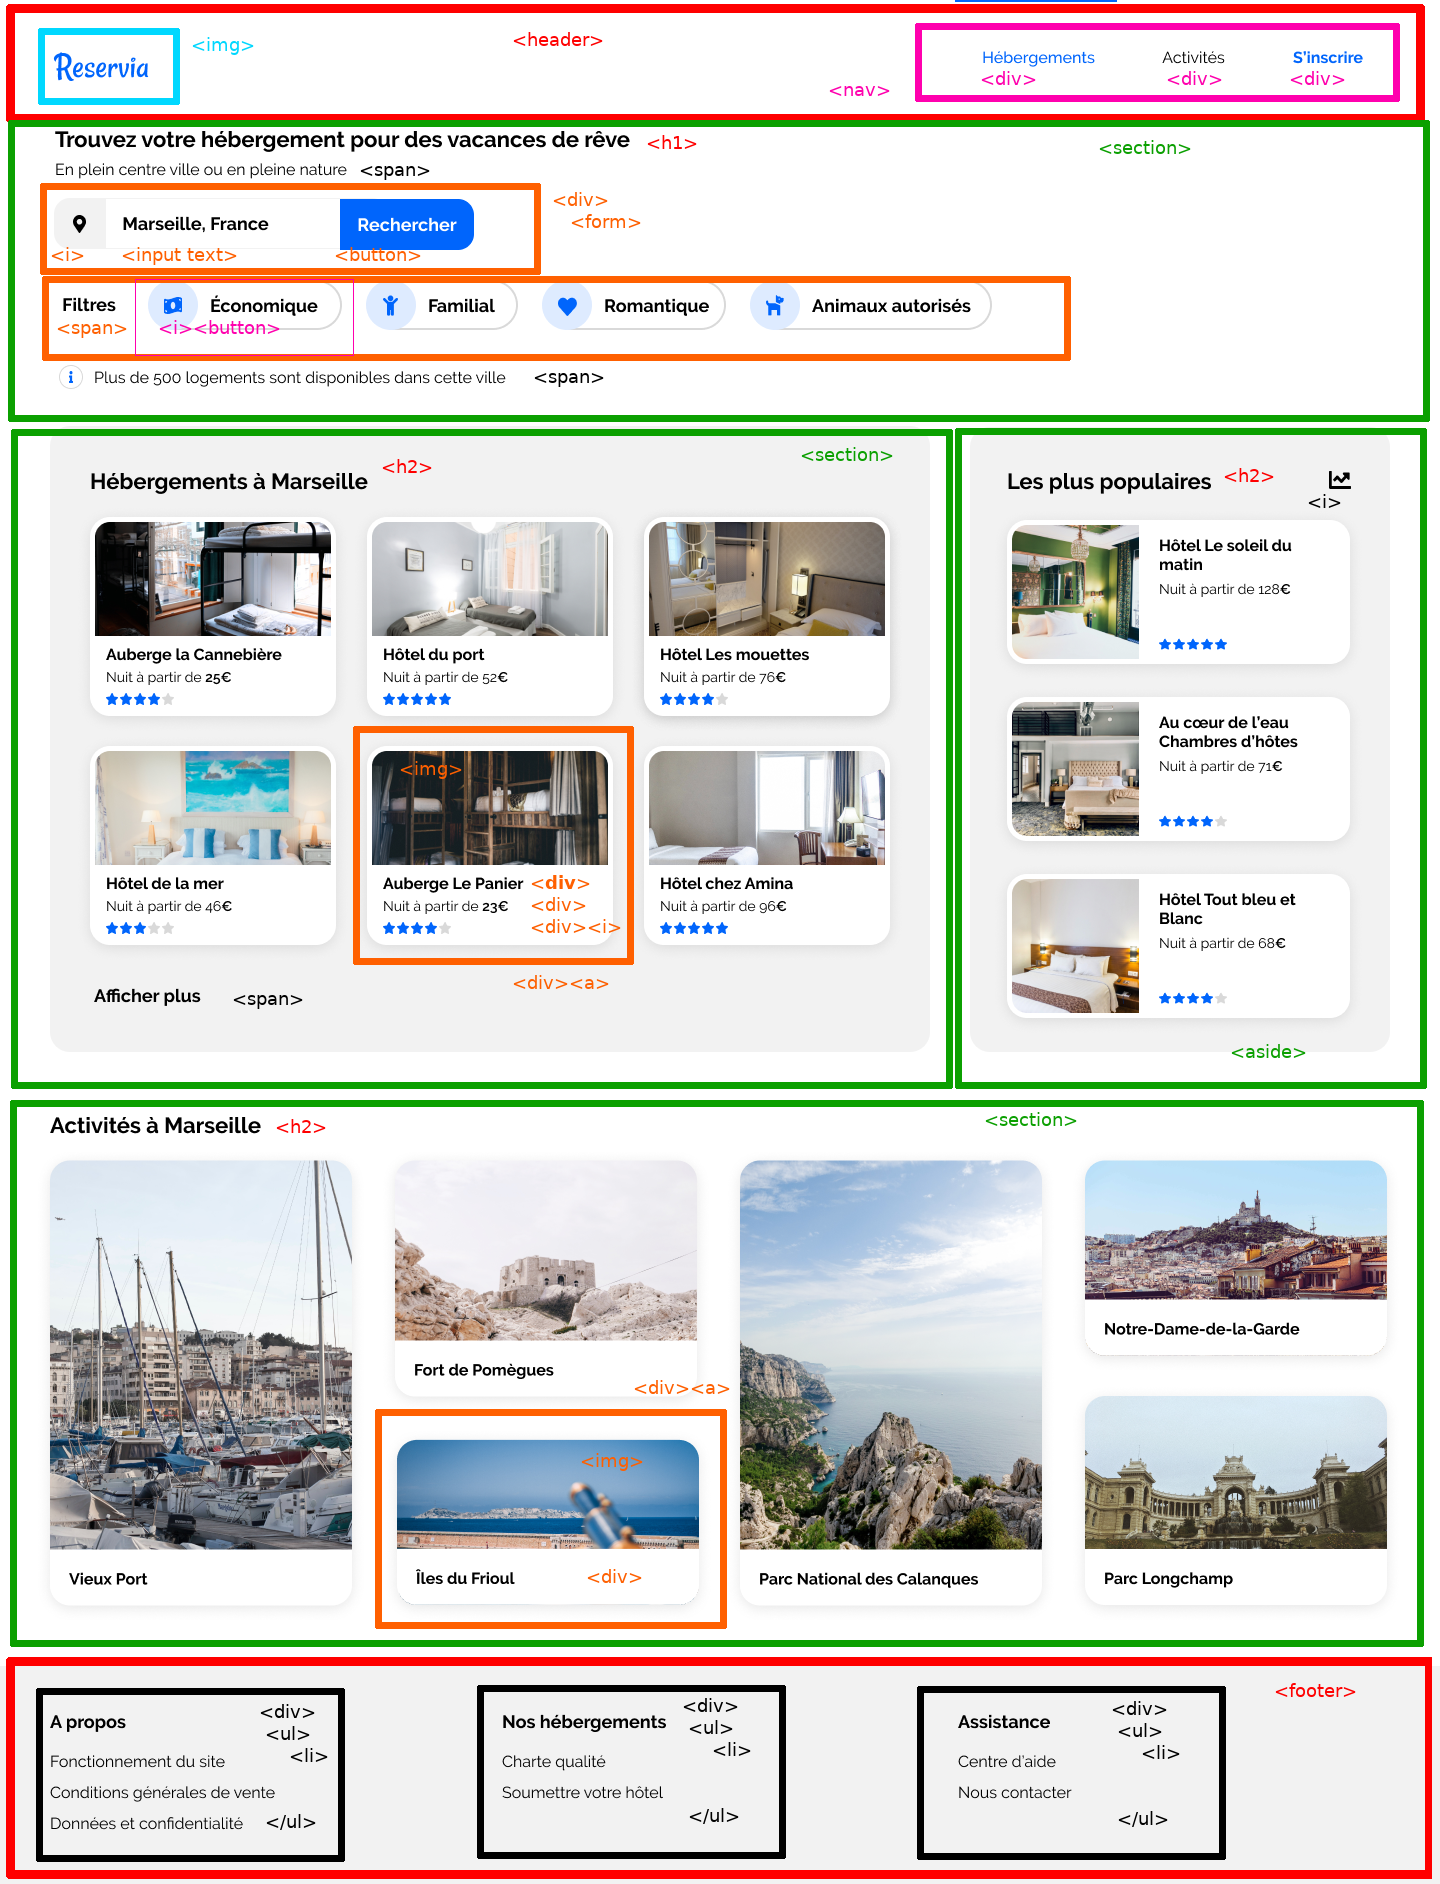 Reservia
<img>
<header>
<nav>
Hébergements
Activités
S'inscrire
<div>
<div>
<div>
Trouvez votre hébergement pour des vacances de rêve
<h1>
<section>
En plein centre ville ou en pleine nature
<span>
<div>
<form>
Marseille, France
Rechercher
<i>
<input text>
<button>
Filtres
Économique
Familial
Romantique
Animaux autorisés
<span>
<i><button>
Plus de 500 logements sont disponibles dans cette ville
<span>
<section>
Hébergements à Marseille
<h2>
Auberge la Cannebière
Nuit à partir de 25€
Hôtel du port
Nuit à partir de 52€
Hôtel Les mouettes
Nuit à partir de 76€
Hôtel de la mer
Nuit à partir de 46€
<img>
Auberge Le Panier
<div>
Nuit à partir de 23€
<div>
<div><i>
Hôtel chez Amina
Nuit à partir de 96€
<div><a>
Afficher plus
<span>
Les plus populaires
<h2>
<i>
Hôtel Le soleil du
matin
Nuit à partir de 128€
Au cœur de l'eau
Chambres d'hôtes
Nuit à partir de 71€
Hôtel Tout bleu et
Blanc
Nuit à partir de 68€
<aside>
Activités à Marseille
<h2>
<section>
Vieux Port
Fort de Pomègues
<div><a>
<img>
Îles du Frioul
<div>
Parc National des Calanques
Notre-Dame-de-la-Garde
Parc Longchamp
<footer>
A propos
<div>
<ul>
<li>
Fonctionnement du site
Conditions générales de vente
Données et confidentialité
</ul>
Nos hébergements
<div>
<ul>
<li>
Charte qualité
Soumettre votre hôtel
</ul>
Assistance
<div>
<ul>
<li>
Centre d'aide
Nous contacter
</ul>